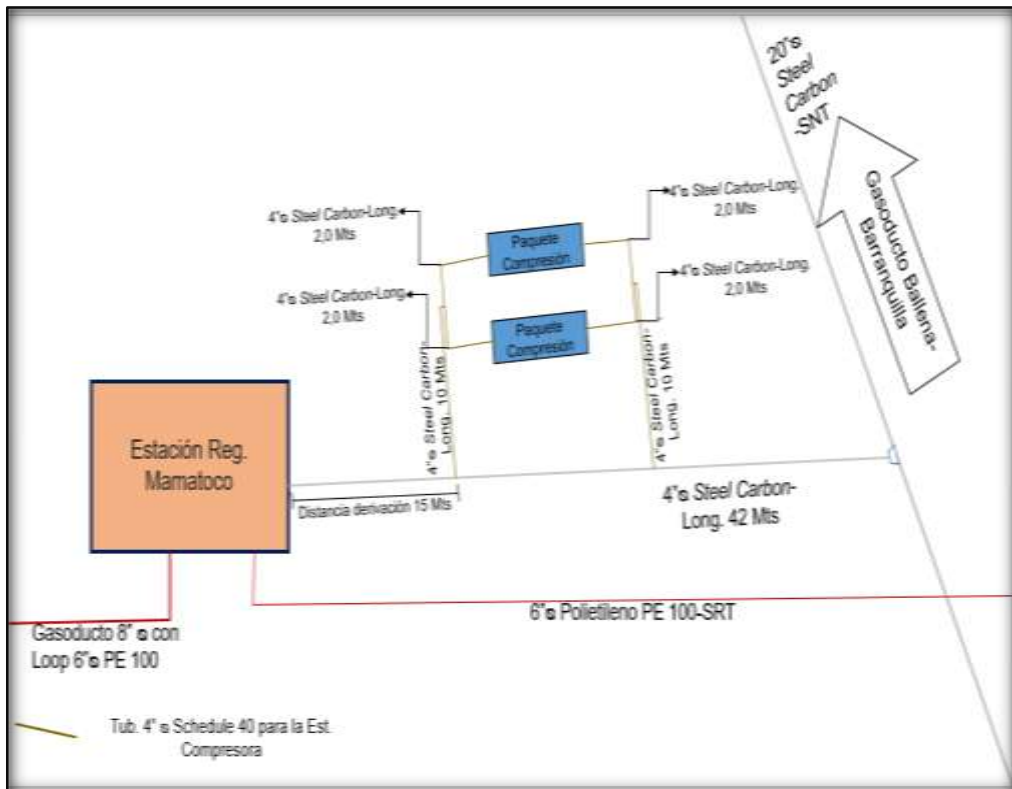 20"ø
Steel
Carbon
-SNT
Gasoducto Ballena-
Barranquilla
4"ø Steel Carbon-Long.
2,0 Mts
4"ø Steel Carbon-Long.
2,0 Mts
4"ø Steel Carbon-Long.
2,0 Mts
4"ø Steel Carbon-Long.
2,0 Mts
Paquete
Compresión
Paquete
Compresión
4"ø Steel Carbon-
Long. 10 Mts
4"ø Steel Carbon-
Long. 10 Mts
Estación Reg.
Mamatoco
Distancia derivación 15 Mts
4"ø Steel Carbon-
Long. 42 Mts
6"ø Polietileno PE 100-SRT
Gasoducto 8" ø con
Loop 6"ø PE 100
Tub. 4" ø Schedule 40 para la Est.
Compresora